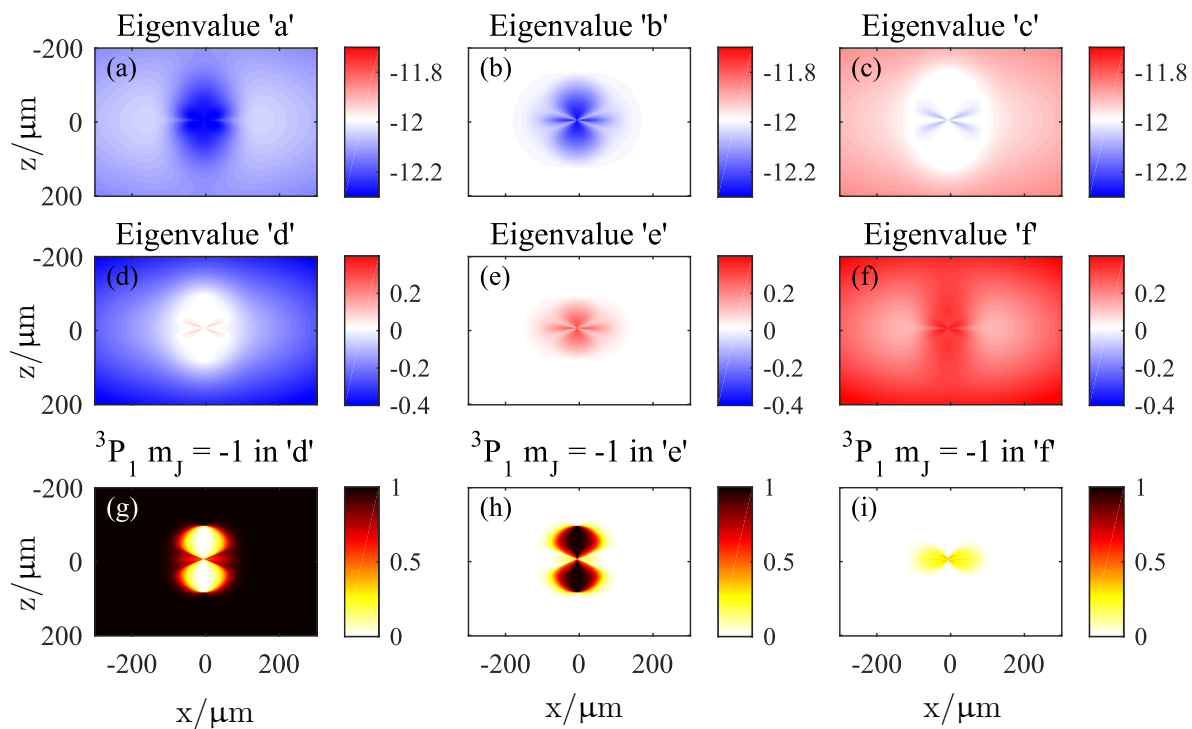 Eigenvalue 'a' Eigenvalue 'b' Eigenvalue 'c'
-200 (a) -11.8 (b) -11.8 (c) -11.8
z/μm 0 -12 -12 -12
200 -12.2 -12.2 -12.2
Eigenvalue 'd' Eigenvalue 'e' Eigenvalue 'f'
-200 (d) 0.2 (e) 0.2 (f) 0.2
z/μm 0 0 0 0
-0.2 -0.2 -0.2
200 -0.4 -0.4 -0.4
³P₁ m_J = -1 in 'd' ³P₁ m_J = -1 in 'e' ³P₁ m_J = -1 in 'f'
-200 (g) 1 (h) 1 (i) 1
z/μm 0 0.5 0.5 0.5
200 0 0 0
-200 0 200 -200 0 200 -200 0 200
x/μm x/μm x/μm